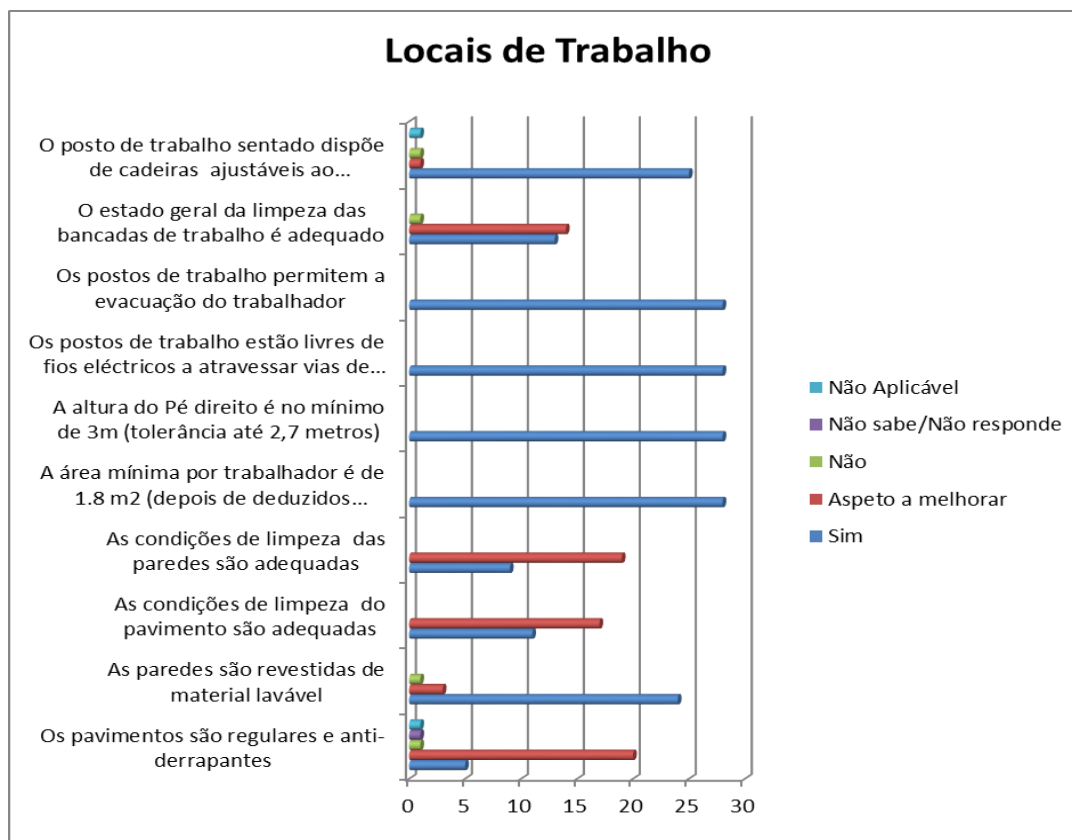 Locais de Trabalho
O posto de trabalho sentado dispõe
de cadeiras ajustáveis ao...
O estado geral da limpeza das
bancadas de trabalho é adequado
Os postos de trabalho permitem a
evacuação do trabalhador
Os postos de trabalho estão livres de
fios eléctricos a atravessar vias de...
A altura do Pé direito é no mínimo
de 3m (tolerância até 2,7 metros)
A área mínima por trabalhador é de
1.8 m2 (depois de deduzidos...
As condições de limpeza das
paredes são adequadas
As condições de limpeza do
pavimento são adequadas
As paredes são revestidas de
material lavável
Os pavimentos são regulares e anti-
derrapantes
0 5 10 15 20 25 30
Não Aplicável
Não sabe/Não responde
Não
Aspeto a melhorar
Sim